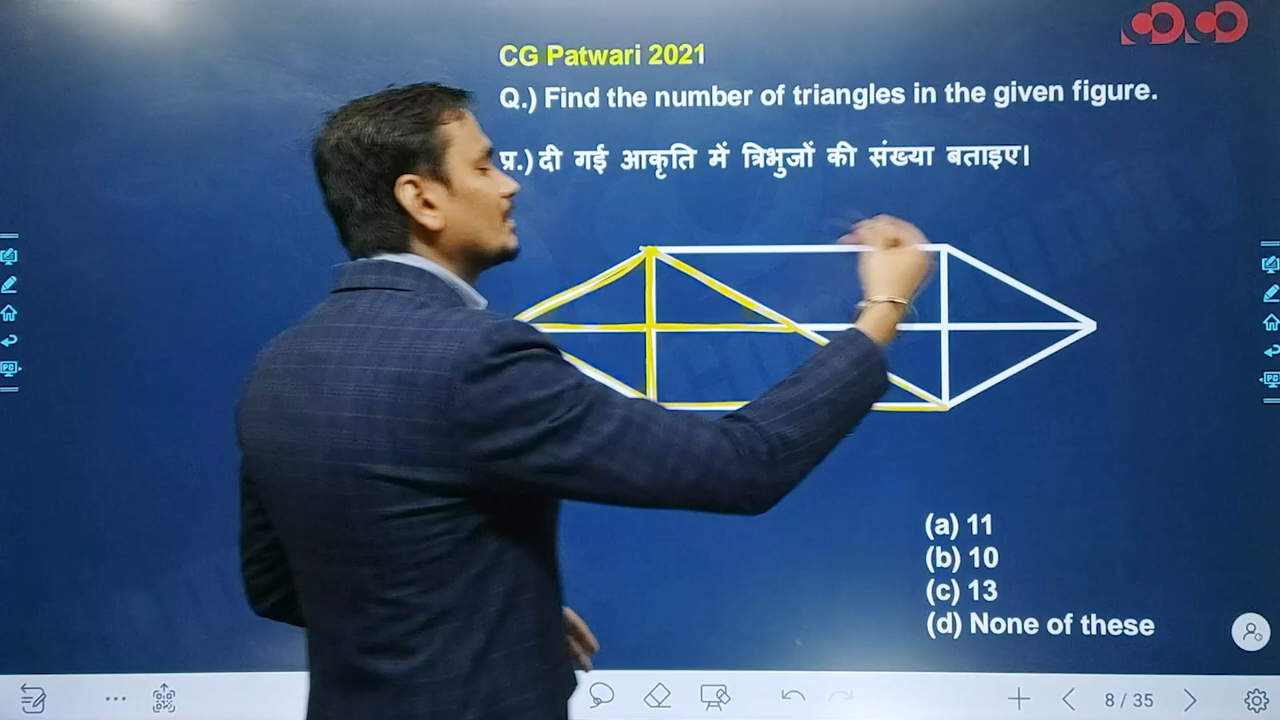 CG Patwari 2021
Q.) Find the number of triangles in the given figure.
प्र.) दी गई आकृति में त्रिभुजों की संख्या बताइए।
(a) 11
(b) 10
(c) 13
(d) None of these
8 / 35